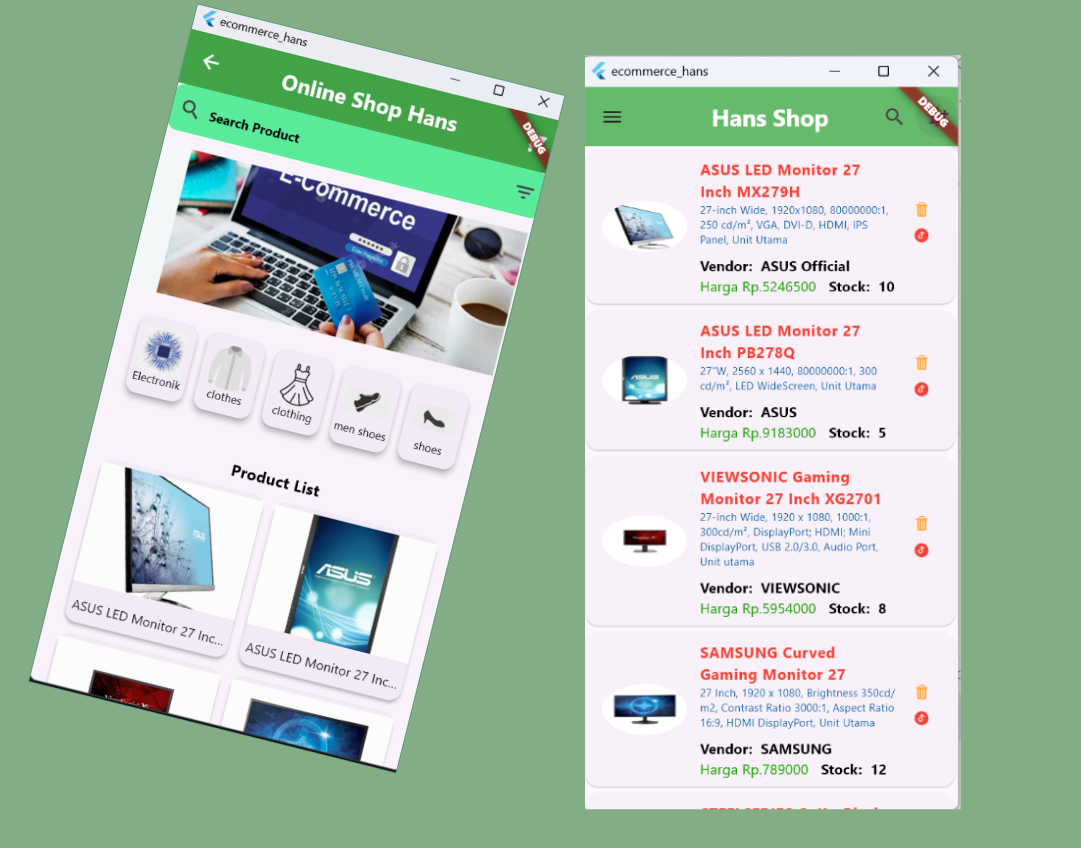 ecommerce_hans
Online Shop Hans
DEBUG
Search Product
E-Commerce
Electronik
clothes
clothing
men shoes
shoes
Product List
ASUS
ASUS LED Monitor 27 Inc...
ASUS
ASUS LED Monitor 27 Inc...
ecommerce_hans
Hans Shop
DEBUG
ASUS LED Monitor 27
Inch MX279H
27-inch Wide, 1920x1080, 80000000:1,
250 cd/m², VGA, DVI-D, HDMI, IPS
Panel, Unit Utama
Vendor: ASUS Official
Harga Rp.5246500 Stock: 10
ASUS LED Monitor 27
Inch PB278Q
27"W, 2560 x 1440, 80000000:1, 300
cd/m², LED WideScreen, Unit Utama
Vendor: ASUS
Harga Rp.9183000 Stock: 5
VIEWSONIC Gaming
Monitor 27 Inch XG2701
27-inch Wide, 1920 x 1080, 1000:1,
300cd/m², DisplayPort; HDMI; Mini
DisplayPort, USB 2.0/3.0, Audio Port,
Unit utama
Vendor: VIEWSONIC
Harga Rp.5954000 Stock: 8
SAMSUNG Curved
Gaming Monitor 27
27 Inch, 1920 x 1080, Brightness 350cd/
m2, Contrast Ratio 3000:1, Aspect Ratio
16:9, HDMI DisplayPort, Unit Utama
Vendor: SAMSUNG
Harga Rp.789000 Stock: 12